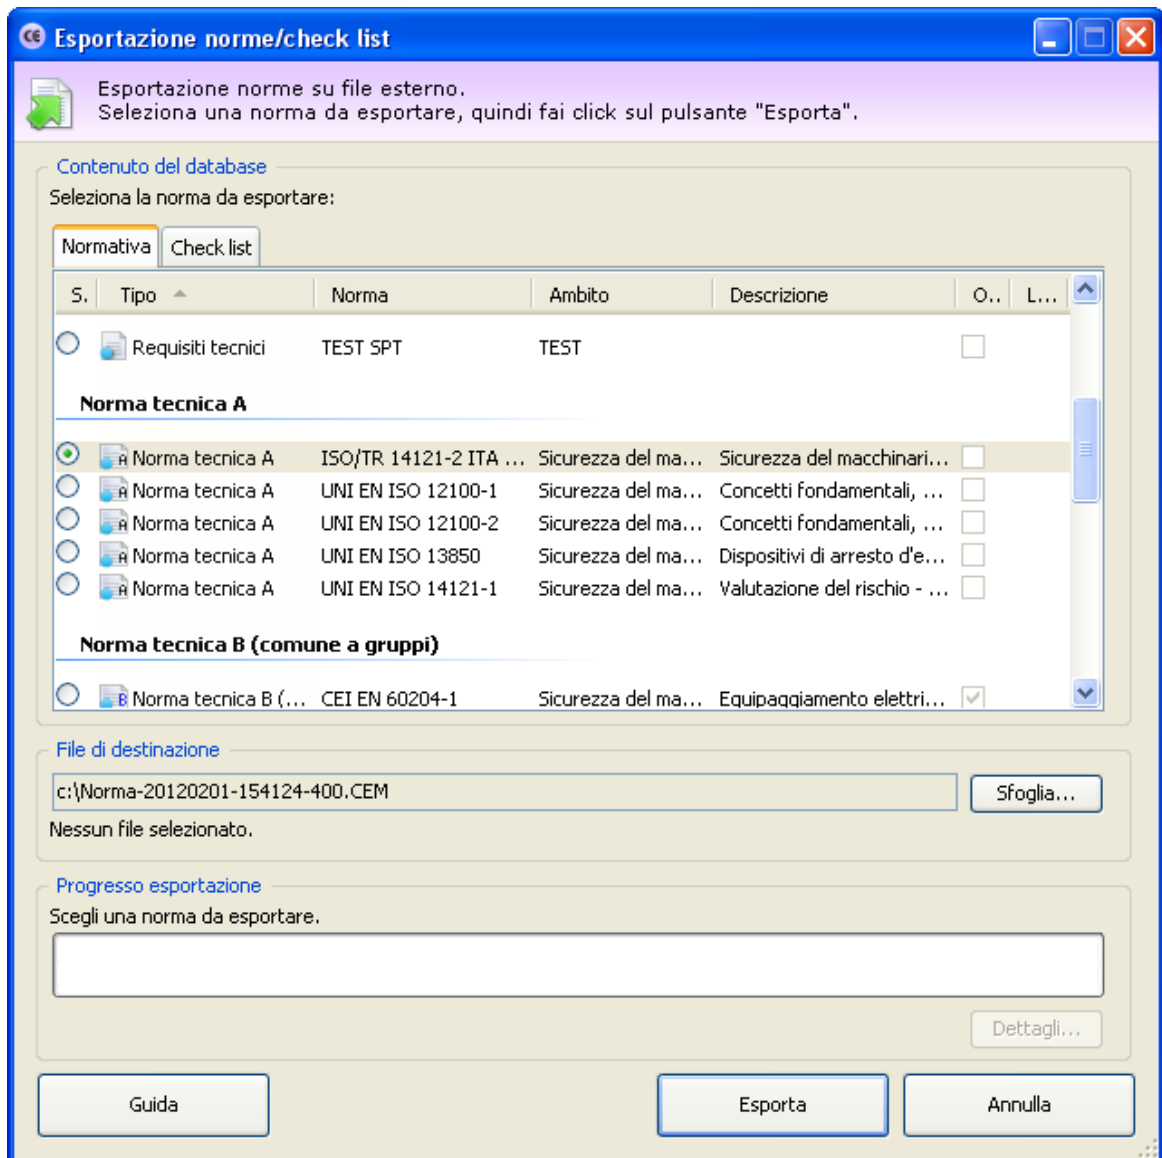 CE Esportazione norme/check list
Esportazione norme su file esterno.
Seleziona una norma da esportare, quindi fai click sul pulsante "Esporta".
Contenuto del database
Seleziona la norma da esportare:
Normativa Check list
S. Tipo Norma Ambito Descrizione O.. L...
Requisiti tecnici TEST SPT TEST
Norma tecnica A
A Norma tecnica A ISO/TR 14121-2 ITA ... Sicurezza del ma... Sicurezza del macchinari...
A Norma tecnica A UNI EN ISO 12100-1 Sicurezza del ma... Concetti fondamentali, ...
A Norma tecnica A UNI EN ISO 12100-2 Sicurezza del ma... Concetti fondamentali, ...
A Norma tecnica A UNI EN ISO 13850 Sicurezza del ma... Dispositivi di arresto d'e...
A Norma tecnica A UNI EN ISO 14121-1 Sicurezza del ma... Valutazione del rischio - ...
Norma tecnica B (comune a gruppi)
B Norma tecnica B (... CEI EN 60204-1 Sicurezza del ma... Equipaggiamento elettri...
File di destinazione
c:\Norma-20120201-154124-400.CEM Sfoglia...
Nessun file selezionato.
Progresso esportazione
Scegli una norma da esportare.
Dettagli...
Guida Esporta Annulla